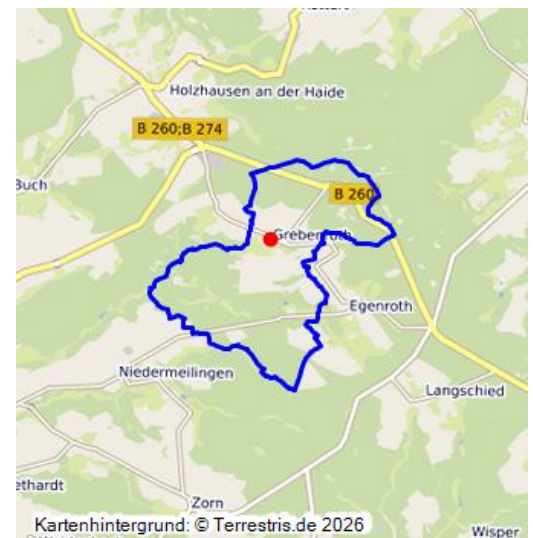 Holzhausen an der Haide
B 260;B 274
Buch
B 260
Grebenroth
Egenroth
Niedermeilingen
Langschied
ethardt
Zorn
Kartenhintergrund: © Terrestris.de 2026
Wisper